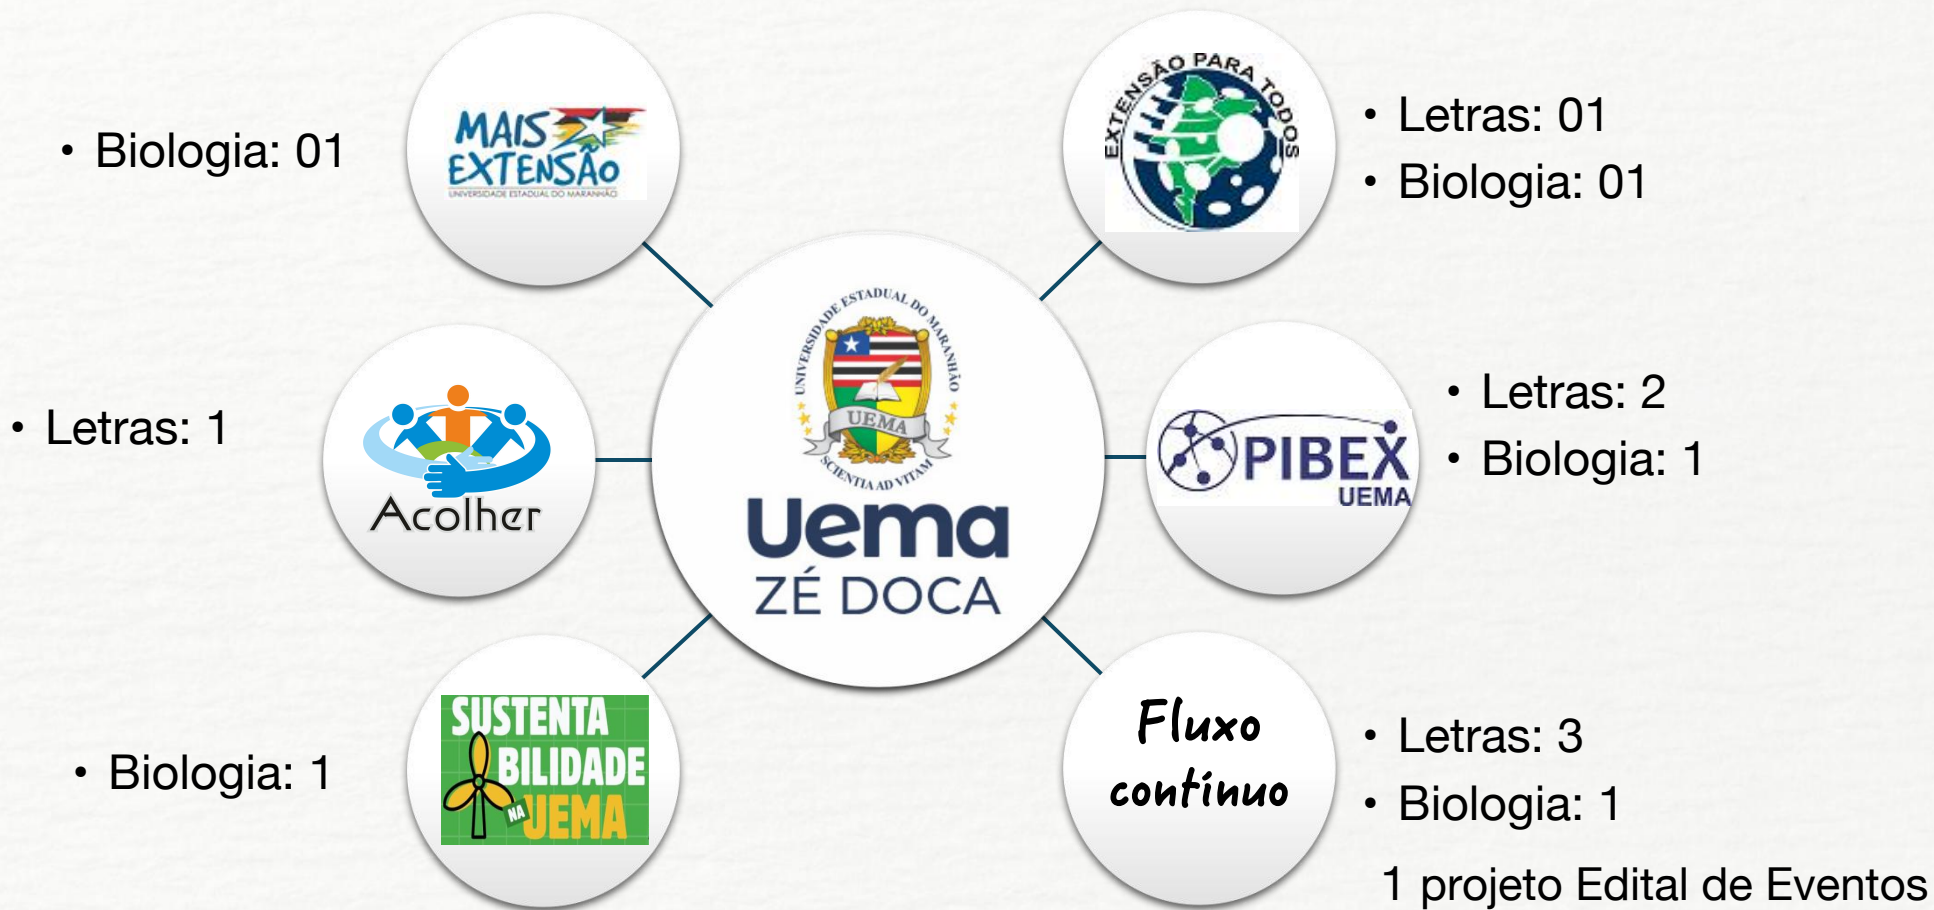 • Biologia: 01
MAIS
EXTENSÃO
UNIVERSIDADE ESTADUAL DO MARANHÃO
EXTENSÃO PARA TODOS
• Letras: 01
• Biologia: 01
• Letras: 1
Acolher
UNIVERSIDADE ESTADUAL DO MARANHÃO
UEMA
SCIENTIA AD VITAM
Uema
ZÉ DOCA
PIBEX
UEMA
• Letras: 2
• Biologia: 1
• Biologia: 1
SUSTENTA
BILIDADE
NA UEMA
Fluxo
contínuo
• Letras: 3
• Biologia: 1
1 projeto Edital de Eventos